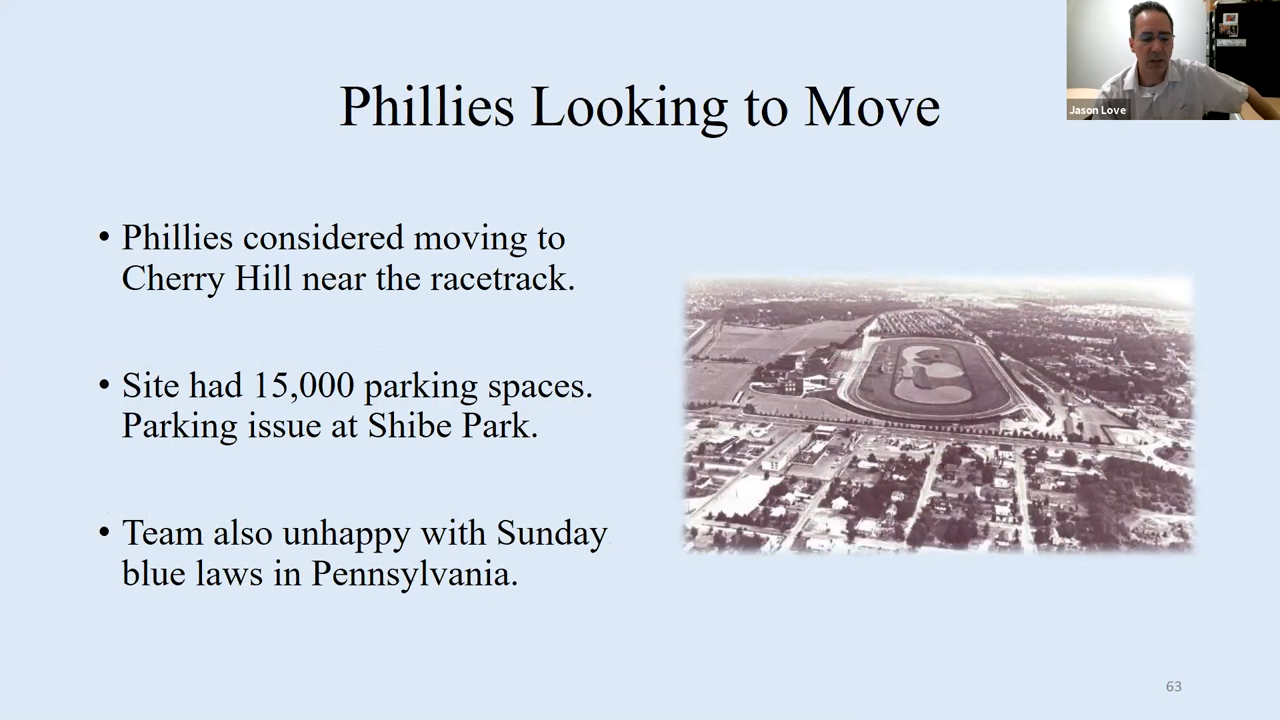 Phillies Looking to Move
Jason Love
• Phillies considered moving to
Cherry Hill near the racetrack.
• Site had 15,000 parking spaces.
Parking issue at Shibe Park.
• Team also unhappy with Sunday
blue laws in Pennsylvania.
63